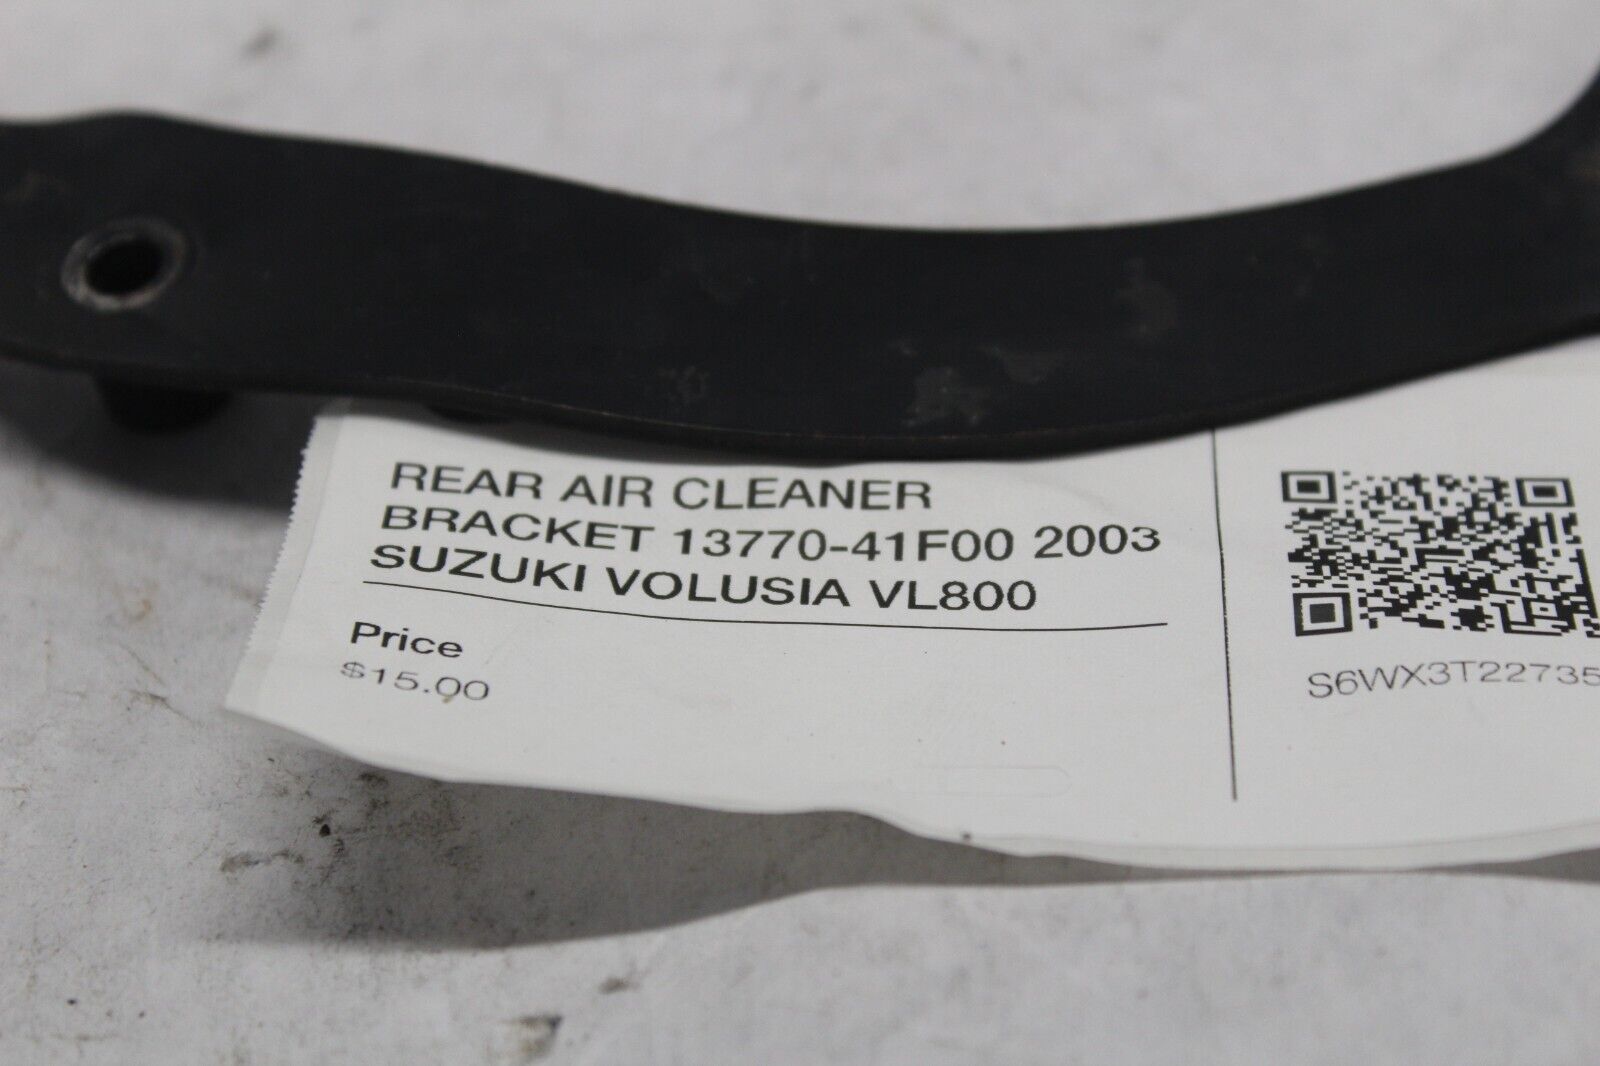 REAR AIR CLEANER
BRACKET 13770-41F00 2003
SUZUKI VOLUSIA VL800
Price
$15.00
S6WX3T22735